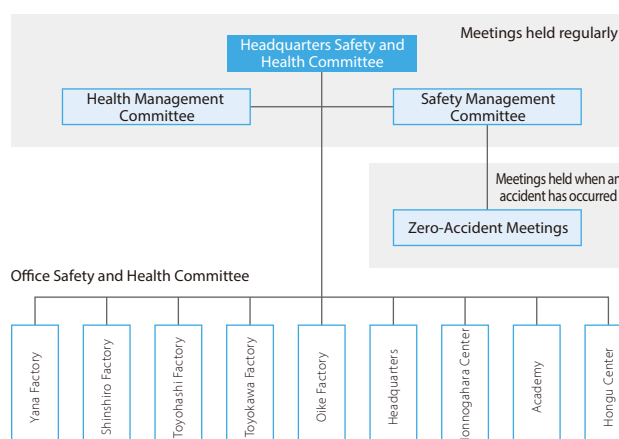 Meetings held regularly
Headquarters Safety and
Health Committee
Health Management
Committee
Safety Management
Committee
Meetings held when an
accident has occurred
Zero-Accident Meetings
Office Safety and Health Committee
Yana Factory
Shinshiro Factory
Toyohashi Factory
Toyokawa Factory
Oike Factory
Headquarters
Center
Academy
Hongu Center